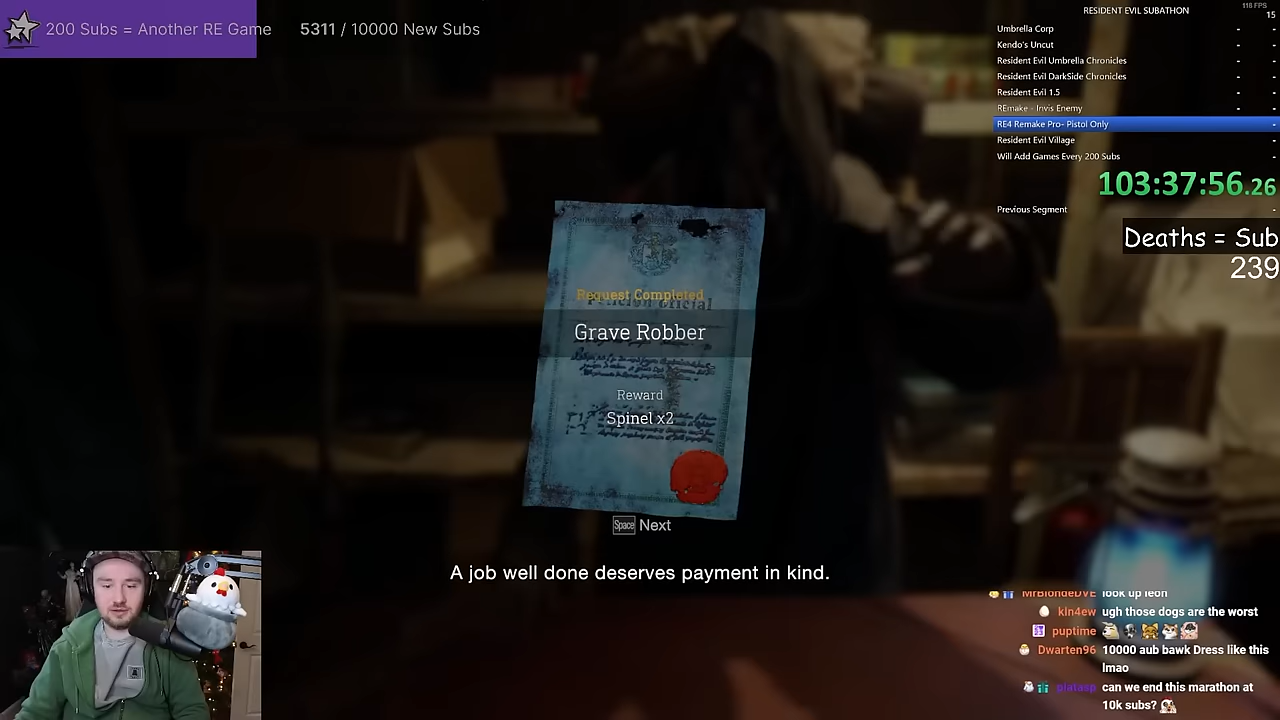 200 Subs = Another RE Game
5311 / 10000 New Subs
118 FPS
RESIDENT EVIL SUBATHON
15
Umbrella Corp -
-
Kendo's Uncut -
-
Resident Evil Umbrella Chronicles -
-
Resident Evil DarkSide Chronicles -
-
Resident Evil 1.5 -
-
REmake - Invis Enemy -
-
RE4 Remake Pro- Pistol Only -
Resident Evil Village -
Will Add Games Every 200 Subs -
103:37:56.26
Previous Segment -
Deaths = Sub
239
Request Completed
Grave Robber
Reward
Spinel x2
Space Next
A job well done deserves payment in kind.
MrBlondeDVE look up leon
kln4ew ugh those dogs are the worst
puptime
Dwarten96 10000 aub bawk Dress like this
lmao
can we end this marathon at
10k subs?